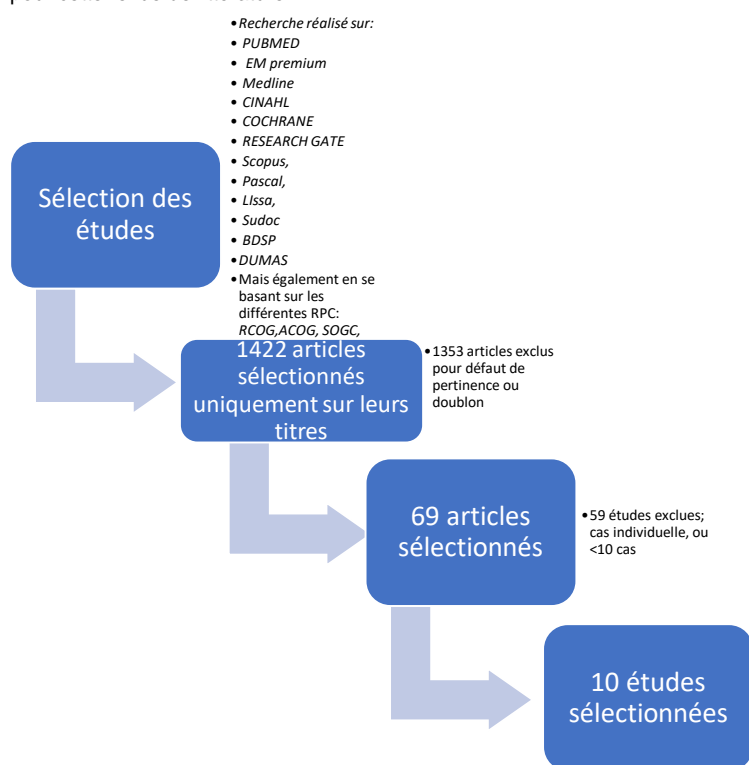 •Recherche réalisé sur:
• PUBMED
• EM premium
• Medline
• CINAHL
• COCHRANE
• RESEARCH GATE
• Scopus,
• Pascal,
• LIssa,
• Sudoc
• BDSP
•DUMAS
•Mais également en se
basant sur les
différentes RPC:
RCOG,ACOG, SOGC,
Sélection des
études
1422 articles
sélectionnés
uniquement sur leurs
titres
•1353 articles exclus
pour défaut de
pertinence ou
doublon
69 articles
sélectionnés
•59 études exclues;
cas individuelle, ou
<10 cas
10 études
sélectionnées